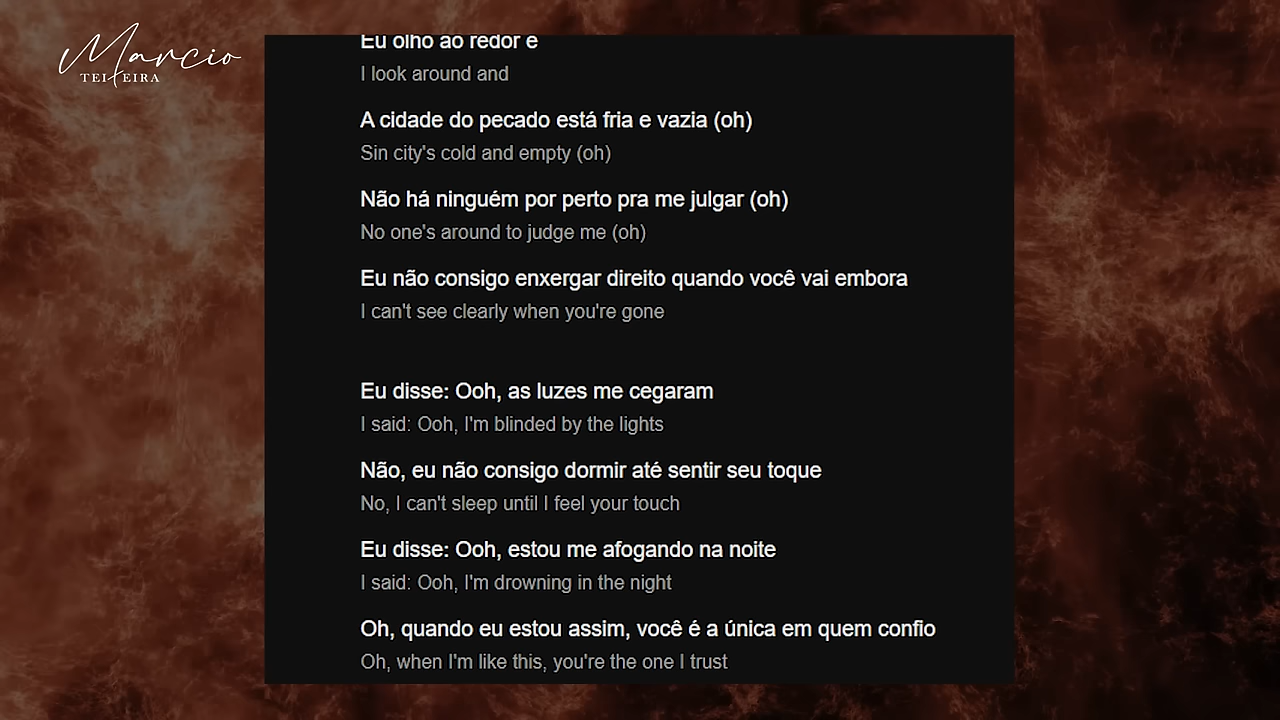 Marcio
TEIXEIRA
Eu olho ao redor e
I look around and
A cidade do pecado está fria e vazia (oh)
Sin city's cold and empty (oh)
Não há ninguém por perto pra me julgar (oh)
No one's around to judge me (oh)
Eu não consigo enxergar direito quando você vai embora
I can't see clearly when you're gone
Eu disse: Ooh, as luzes me cegaram
I said: Ooh, I'm blinded by the lights
Não, eu não consigo dormir até sentir seu toque
No, I can't sleep until I feel your touch
Eu disse: Ooh, estou me afogando na noite
I said: Ooh, I'm drowning in the night
Oh, quando eu estou assim, você é a única em quem confio
Oh, when I'm like this, you're the one I trust